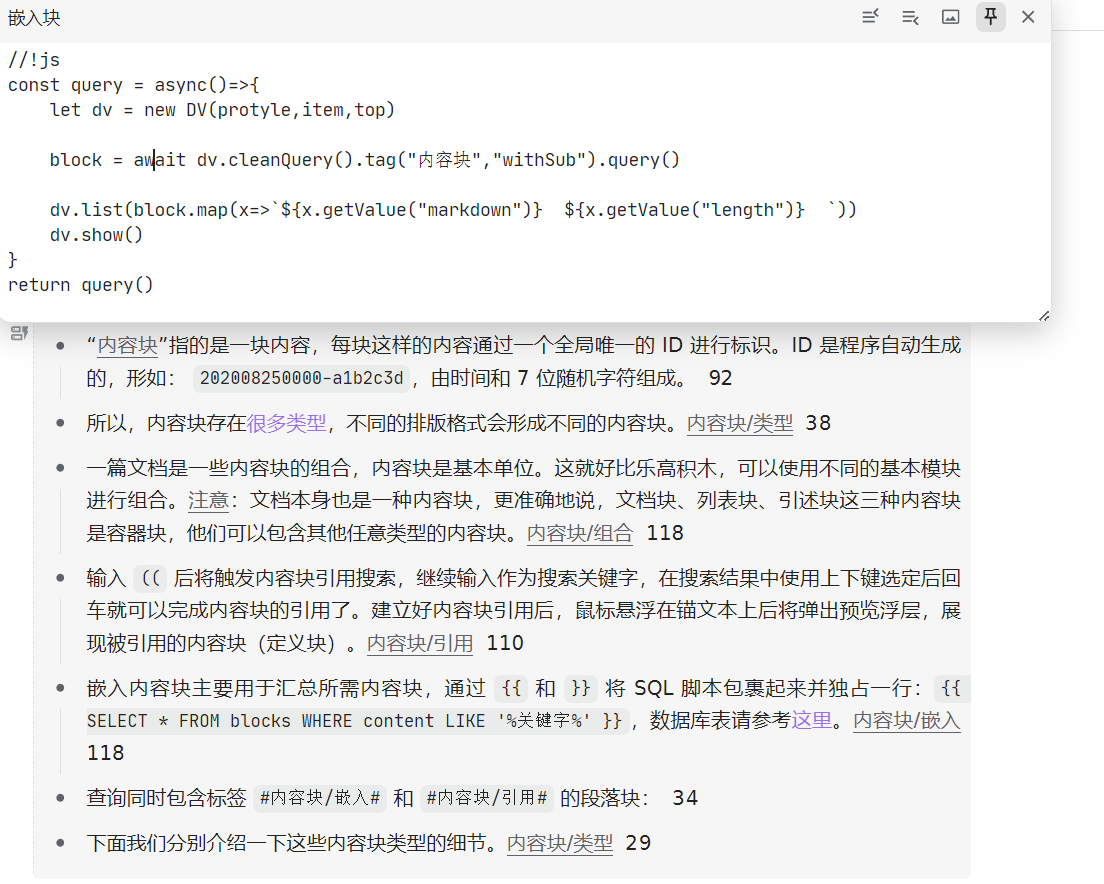 嵌入块
//!js
const query = async()=>{
    let dv = new DV(protyle,item,top)
    block = await dv.cleanQuery().tag("内容块","withSub").query()
    dv.list(block.map(x=>`${x.getValue("markdown")}  ${x.getValue("length")}  `))
    dv.show()
}
return query()
“内容块”指的是一块内容，每块这样的内容通过一个全局唯一的 ID 进行标识。ID 是程序自动生成
的，形如： 202008250000-a1b2c3d ，由时间和 7 位随机字符组成。 92
所以，内容块存在很多类型，不同的排版格式会形成不同的内容块。内容块/类型 38
一篇文档是一些内容块的组合，内容块是基本单位。这就好比乐高积木，可以使用不同的基本模块
进行组合。注意：文档本身也是一种内容块，更准确地说，文档块、列表块、引述块这三种内容块
是容器块，他们可以包含其他任意类型的内容块。内容块/组合 118
输入 (( 后将触发内容块引用搜索，继续输入作为搜索关键字，在搜索结果中使用上下键选定后回
车就可以完成内容块的引用了。建立好内容块引用后，鼠标悬浮在锚文本上后将弹出预览浮层，展
现被引用的内容块（定义块）。内容块/引用 110
嵌入内容块主要用于汇总所需内容块，通过 {{ 和 }} 将 SQL 脚本包裹起来并独占一行： {{
SELECT * FROM blocks WHERE content LIKE '%关键字%' }} ，数据库表请参考这里。内容块/嵌入
118
查询同时包含标签 #内容块/嵌入# 和 #内容块/引用# 的段落块： 34
下面我们分别介绍一下这些内容块类型的细节。内容块/类型 29